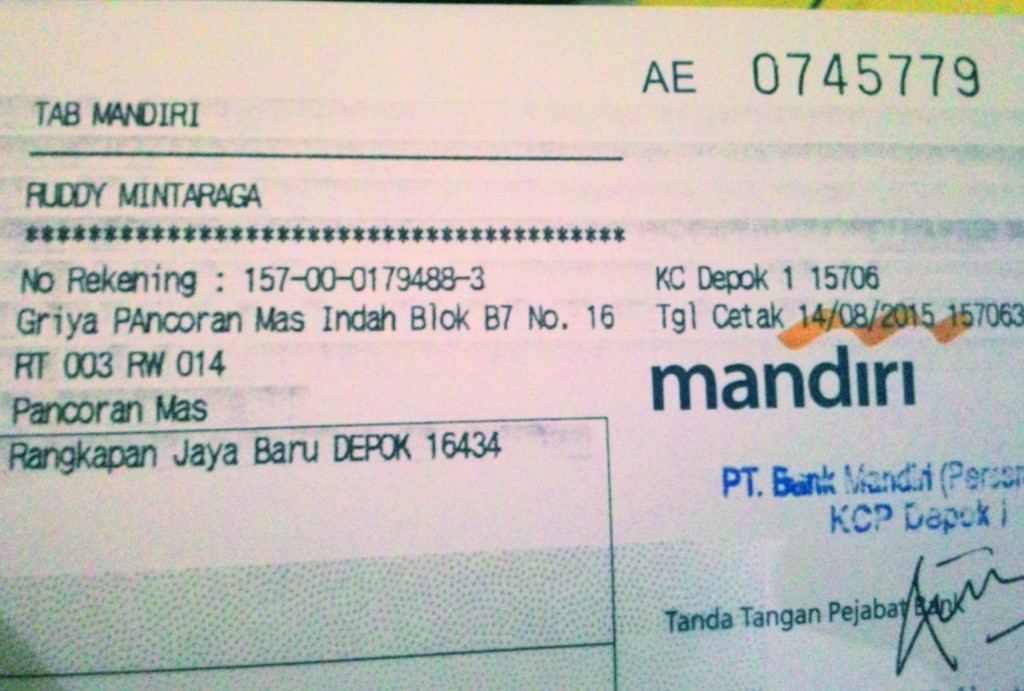 AE 0745779
TAB MANDIRI
RUDDY MINTARAGA
****************************************
No Rekening : 157-00-0179488-3
KC Depok 1 15706
Griya PAncoran Mas Indah Blok B7 No. 16
Tgl Cetak 14/08/2015 157063
RT 003 RW 014
mandırı
Pancoran Mas
Rangkapan Jaya Baru DEPOK 16434
PT. Bank Mandiri (Person
KCP Depok I
Tanda Tangan Pejabat Bank